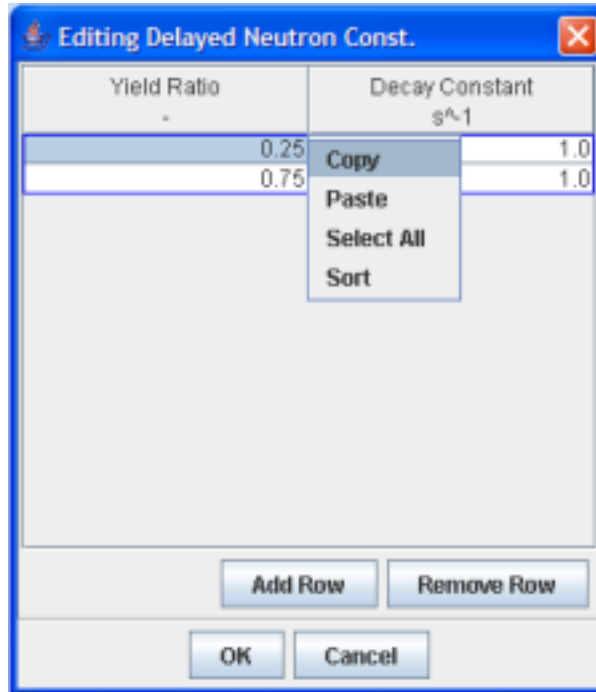 Editing Delayed Neutron Const.
Yield Ratio Decay Constant
- s^-1
0.25 1.0
0.75 1.0
Copy
Paste
Select All
Sort
Add Row Remove Row
OK Cancel